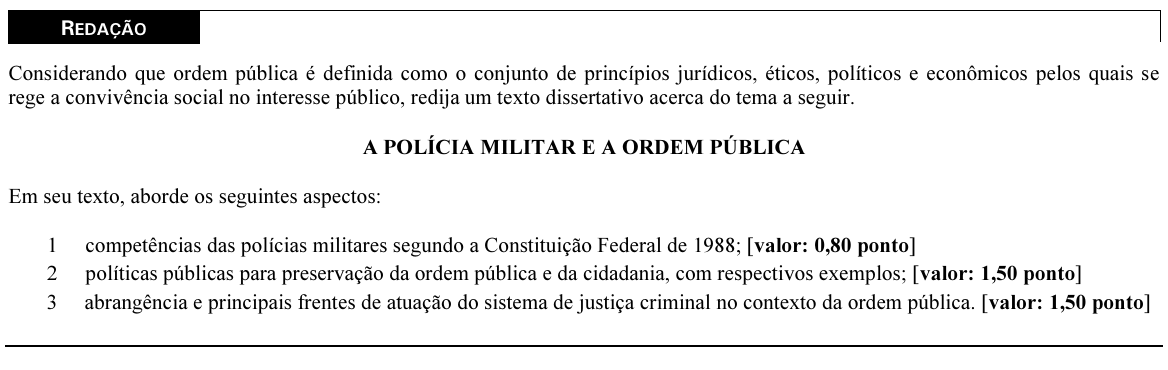 REDAÇÃO
Considerando que ordem pública é definida como o conjunto de princípios jurídicos, éticos, políticos e econômicos pelos quais se
rege a convivência social no interesse público, redija um texto dissertativo acerca do tema a seguir.
A POLÍCIA MILITAR E A ORDEM PÚBLICA
Em seu texto, aborde os seguintes aspectos:
1 competências das polícias militares segundo a Constituição Federal de 1988; [valor: 0,80 ponto]
2 políticas públicas para preservação da ordem pública e da cidadania, com respectivos exemplos; [valor: 1,50 ponto]
3 abrangência e principais frentes de atuação do sistema de justiça criminal no contexto da ordem pública. [valor: 1,50 ponto]